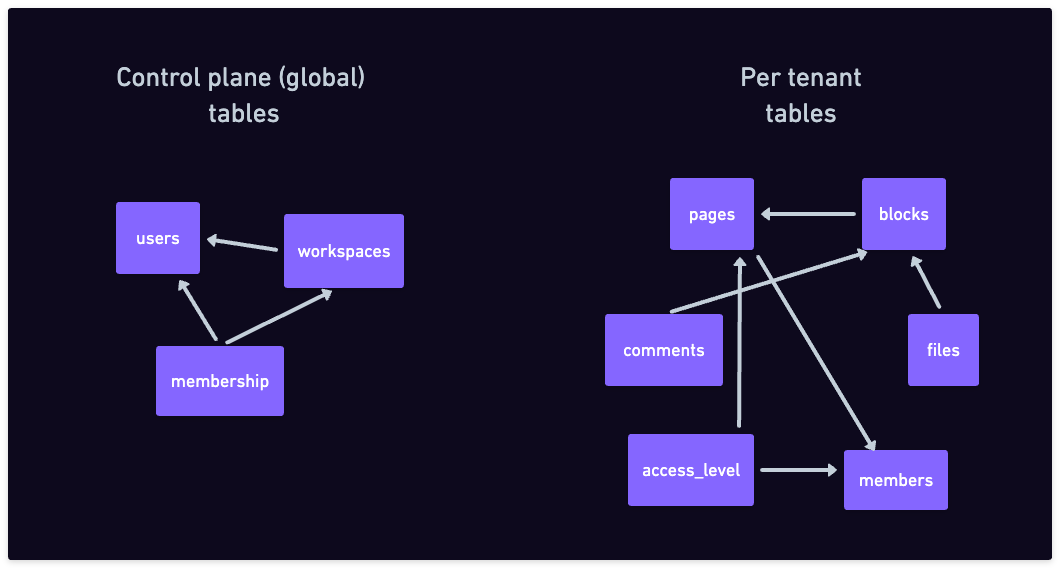 Control plane (global)
tables
Per tenant
tables
users
workspaces
membership
pages
blocks
comments
files
access_level
members